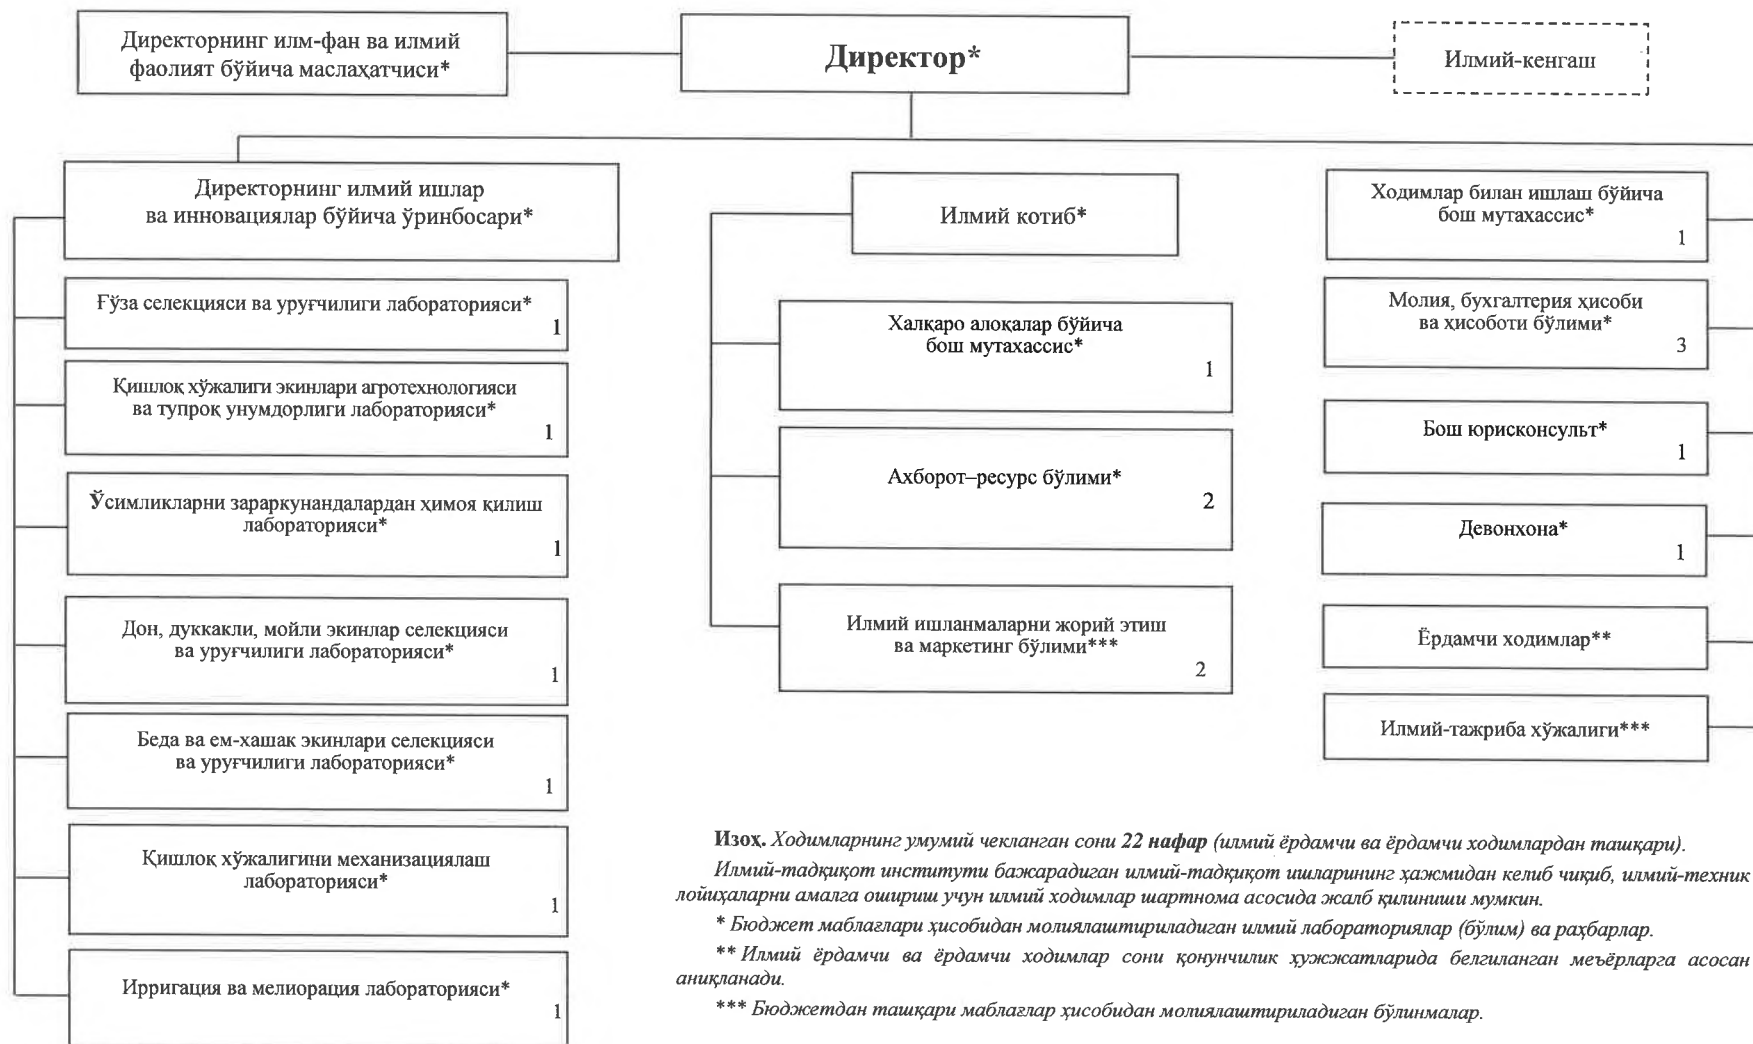 Директорнинг илм-фан ва илмий
фаолият бўйича маслаҳатчиси*
Директор*
Илмий-кенгаш
Директорнинг илмий ишлар
ва инновациялар бўйича ўринбосари*
Ғўза селекцияси ва уруғчилиги лабораторияси*
1
Қишлоқ хўжалиги экинлари агротехнологияси
ва тупроқ унумдорлиги лабораторияси*
1
Ўсимликларни зараркунандалардан ҳимоя қилиш
лабораторияси*
1
Дон, дуккакли, мойли экинлар селекцияси
ва уруғчилиги лабораторияси*
1
Беда ва ем-хашак экинлари селекцияси
ва уруғчилиги лабораторияси*
1
Қишлоқ хўжалигини механизациялаш
лабораторияси*
1
Ирригация ва мелиорация лабораторияси*
1
Илмий котиб*
Халқаро алоқалар бўйича
бош мутахассис*
1
Ахборот–ресурс бўлими*
2
Илмий ишланмаларни жорий этиш
ва маркетинг бўлими***
2
Ходимлар билан ишлаш бўйича
бош мутахассис*
1
Молия, бухгалтерия ҳисоби
ва ҳисоботи бўлими*
3
Бош юрисконсульт*
1
Девонхона*
1
Ёрдамчи ходимлар**
Илмий-тажриба хўжалиги***
Изоҳ. Ходимларнинг умумий чекланган сони 22 нафар (илмий ёрдамчи ва ёрдамчи ходимлардан ташқари).
Илмий-тадқиқот институти бажарадиган илмий-тадқиқот ишларининг ҳажмидан келиб чиқиб, илмий-техник
лойиҳаларни амалга ошириш учун илмий ходимлар шартнома асосида жалб қилиниши мумкин.
* Бюджет маблағлари ҳисобидан молиялаштириладиган илмий лабораториялар (бўлим) ва раҳбарлар.
** Илмий ёрдамчи ва ёрдамчи ходимлар сони қонунчилик ҳужжатларида белгиланган меъёрларга асосан
аниқланади.
*** Бюджетдан ташқари маблағлар ҳисобидан молиялаштириладиган бўлинмалар.